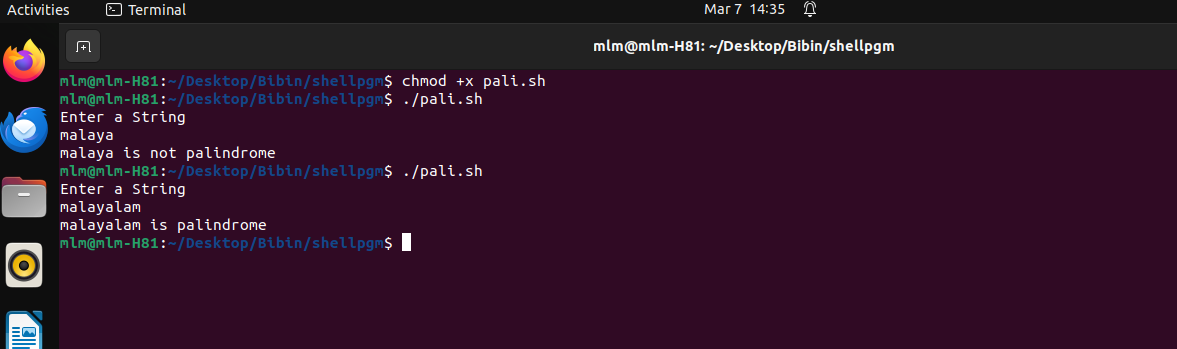 Activities
Terminal
Mar 7 14:35
mlm@mlm-H81: ~/Desktop/Bibin/shellpgm
mlm@mlm-H81:~/Desktop/Bibin/shellpgm$ chmod +x pali.sh
mlm@mlm-H81:~/Desktop/Bibin/shellpgm$ ./pali.sh
Enter a String
malaya
malaya is not palindrome
mlm@mlm-H81:~/Desktop/Bibin/shellpgm$ ./pali.sh
Enter a String
malayalam
malayalam is palindrome
mlm@mlm-H81:~/Desktop/Bibin/shellpgm$